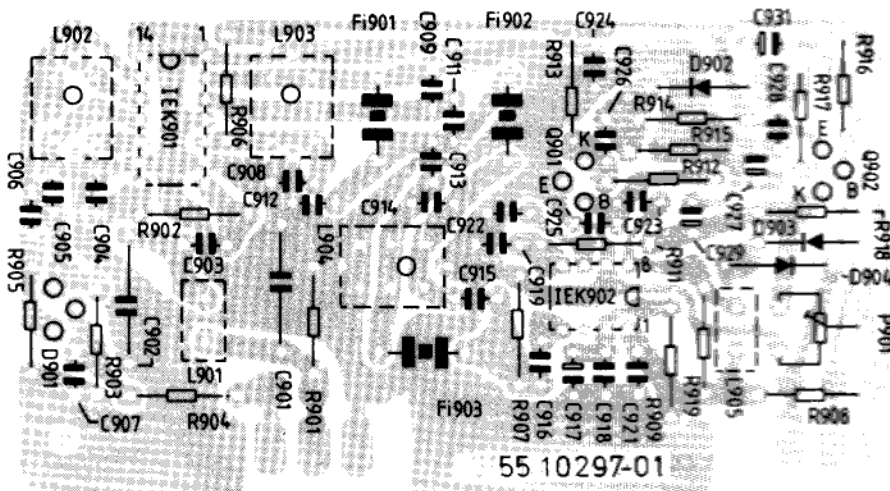 L902
14
1
L903
Fi901
C909
Fi902
C924
C931
IEK901
R906
C911
R913
C926
D902
C928
R917
R916
R914
R915
R912
C906
C908
C912
C913
Q901
K
E
B
E
K
B
Q902
C905
C904
R902
C914
C922
C925
C923
C927
D903
R918
R905
C903
L904
C915
C919
R911
C929
D904
IEK902
8
1
P901
D901
R903
C902
L901
C901
R901
C907
R904
Fi903
R907
C916
C917
C918
C921
R909
R919
L905
R908
55 10297-01